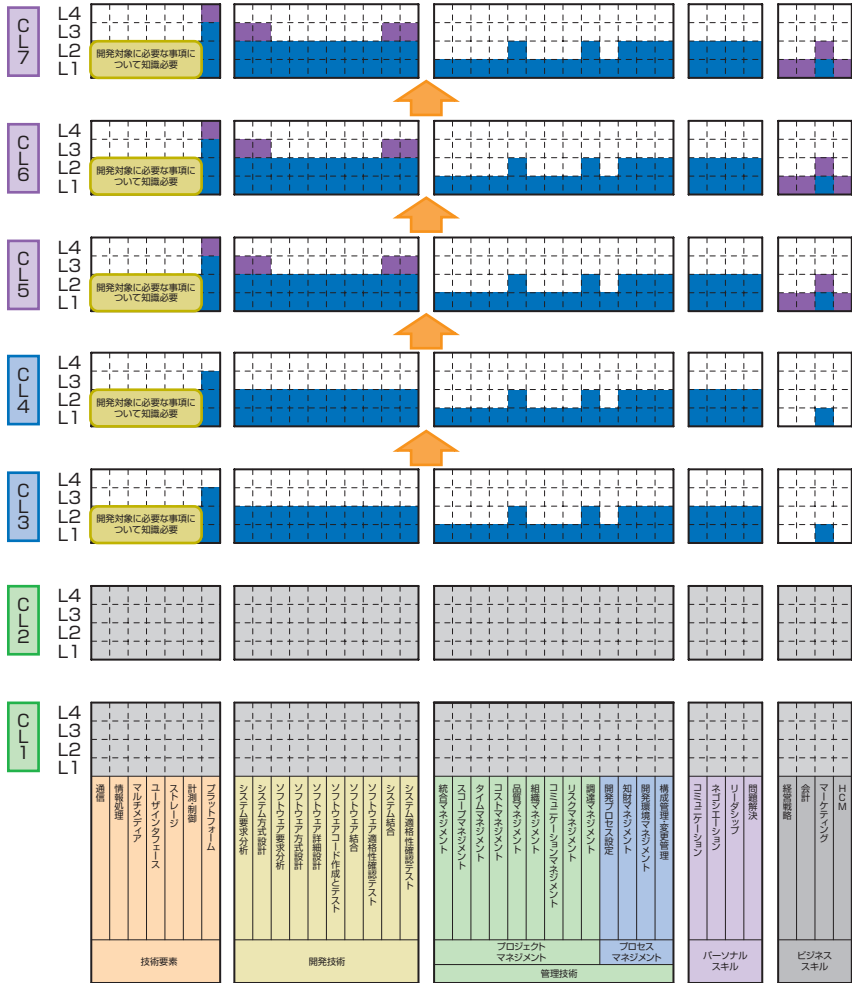 CL7
L4
L3
L2
L1
開発対象に必要な事項に
ついて知識必要
CL6
L4
L3
L2
L1
開発対象に必要な事項に
ついて知識必要
CL5
L4
L3
L2
L1
開発対象に必要な事項に
ついて知識必要
CL4
L4
L3
L2
L1
開発対象に必要な事項に
ついて知識必要
CL3
L4
L3
L2
L1
開発対象に必要な事項に
ついて知識必要
CL2
L4
L3
L2
L1
CL1
L4
L3
L2
L1
通信
情報処理
マルチメディア
ユーザインタフェース
ストレージ
計測・制御
プラットフォーム
技術要素
システム要求分析
システム方式設計
ソフトウェア要求分析
ソフトウェア方式設計
ソフトウェア詳細設計
ソフトウェアコード作成とテスト
ソフトウェア結合
ソフトウェア適格性確認テスト
システム結合
システム適格性確認テスト
開発技術
統合マネジメント
スコープマネジメント
タイムマネジメント
コストマネジメント
品質マネジメント
組織マネジメント
コミュニケーションマネジメント
リスクマネジメント
調達マネジメント
開発プロセス設定
知財マネジメント
開発環境マネジメント
構成管理・変更管理
プロジェクト
マネジメント
プロセス
マネジメント
管理技術
コミュニケーション
ネゴシエーション
リーダシップ
問題解決
パーソナル
スキル
経営戦略
会計
マーケティング
HCM
ビジネス
スキル